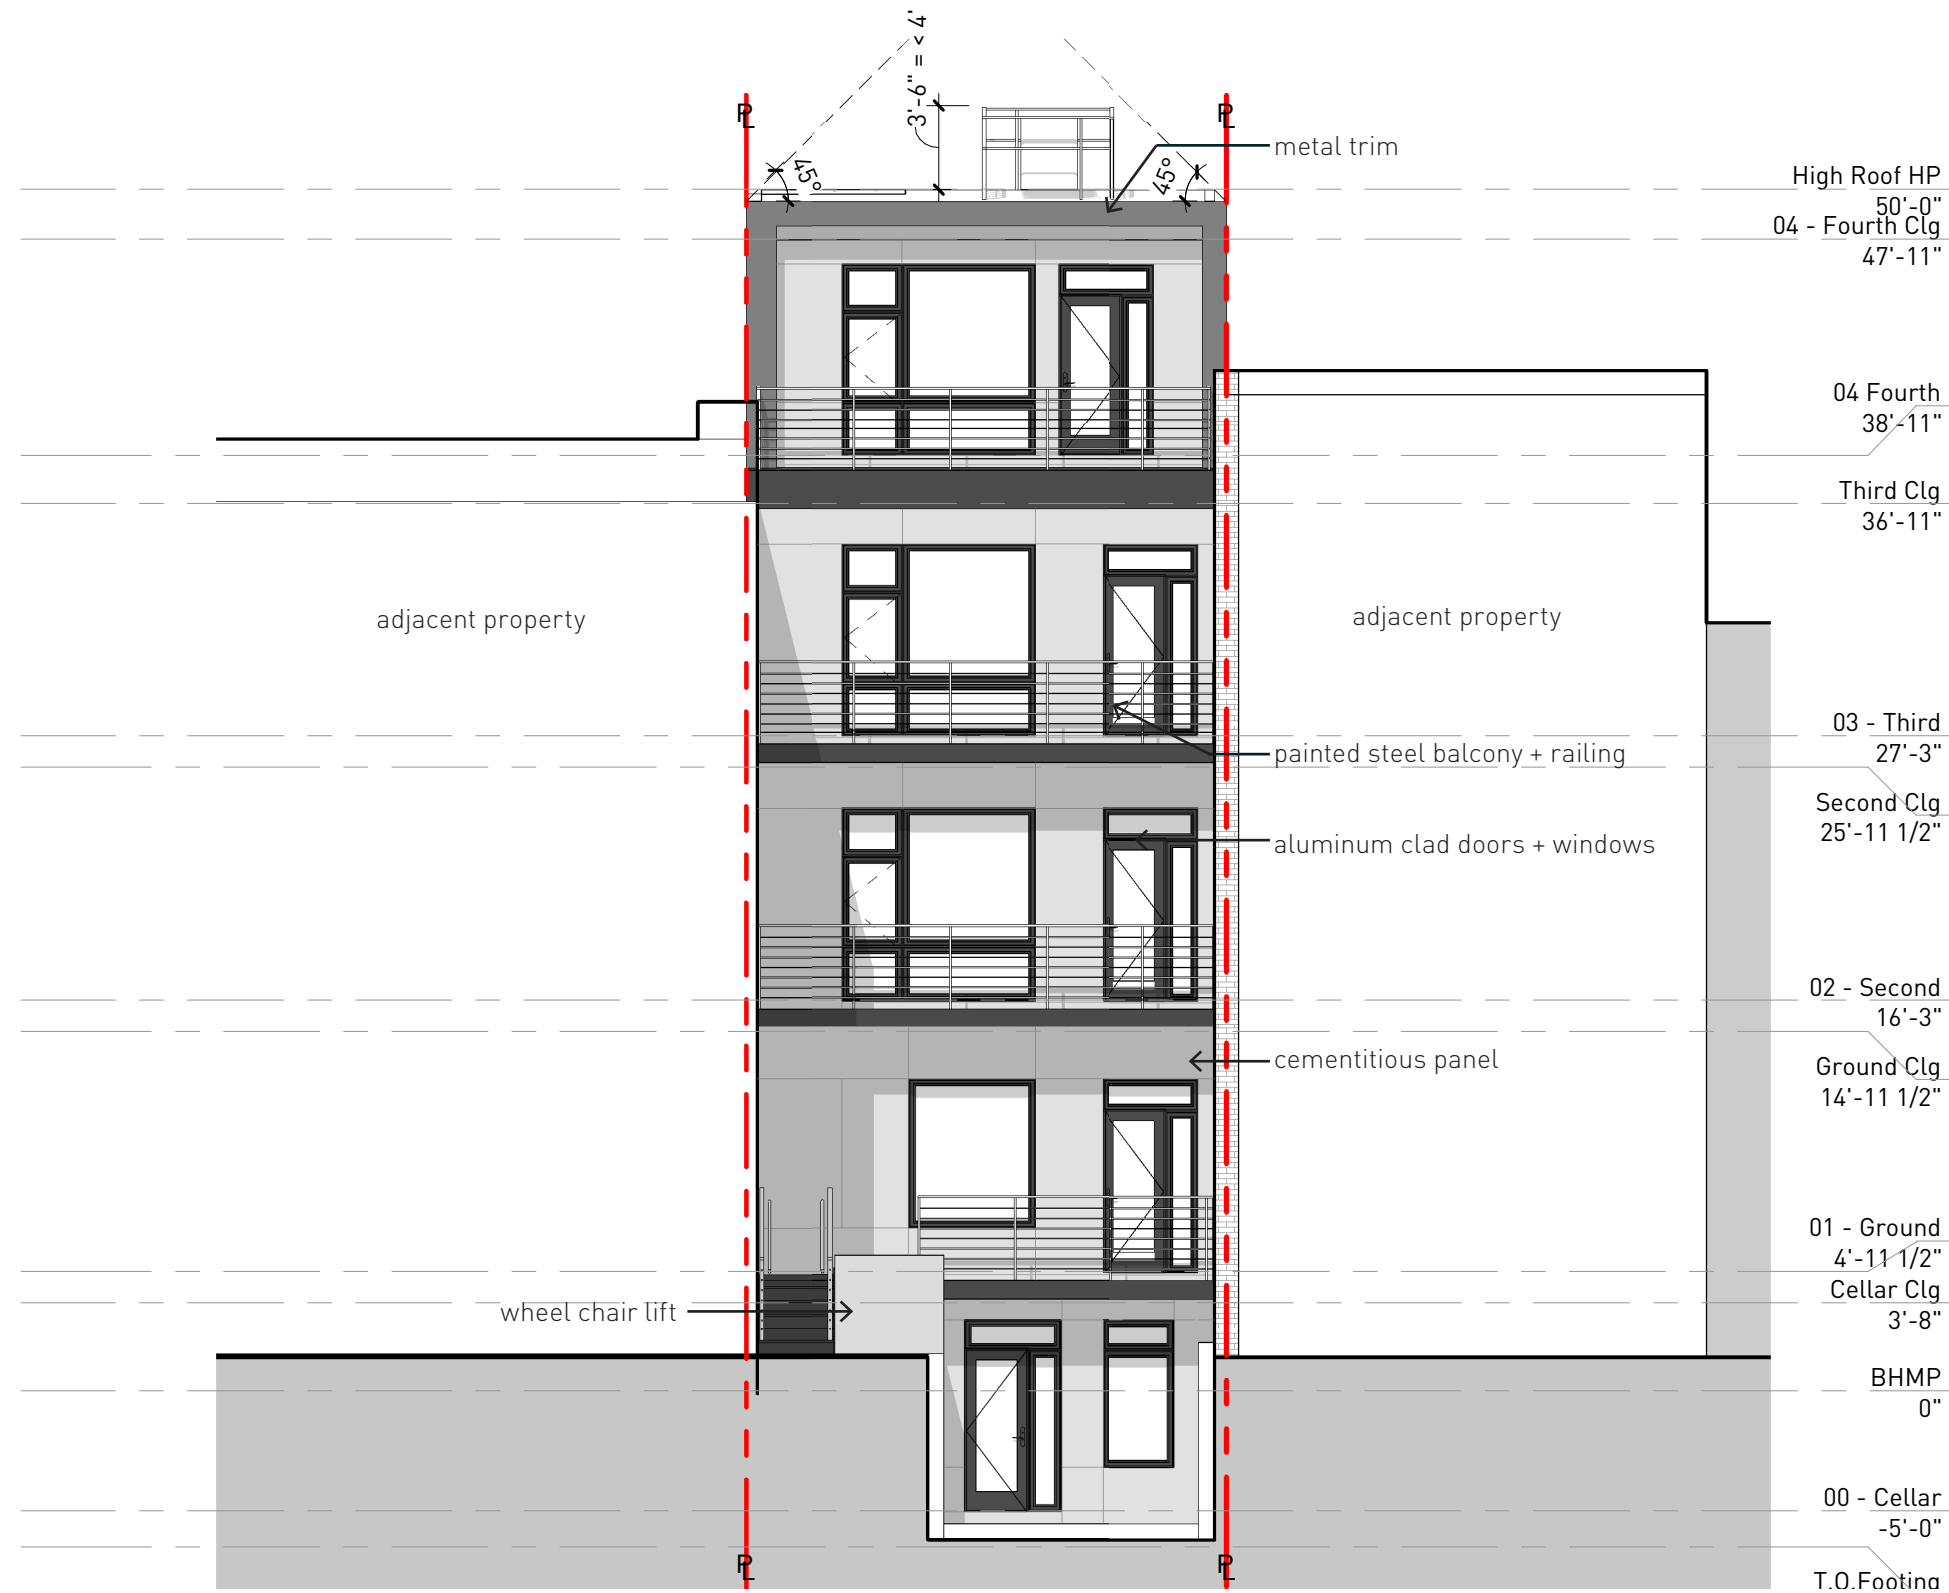 3'-6" = < 4'
PL
PL
45°
45°
metal trim
High Roof HP
50'-0"
04 - Fourth Clg
47'-11"
04 Fourth
38'-11"
Third Clg
36'-11"
adjacent property
adjacent property
03 - Third
27'-3"
painted steel balcony + railing
Second Clg
25'-11 1/2"
aluminum clad doors + windows
02 - Second
16'-3"
cementitious panel
Ground Clg
14'-11 1/2"
01 - Ground
4'-11 1/2"
Cellar Clg
3'-8"
wheel chair lift
BHMP
0"
00 - Cellar
-5'-0"
PL
PL
T.O.Footing